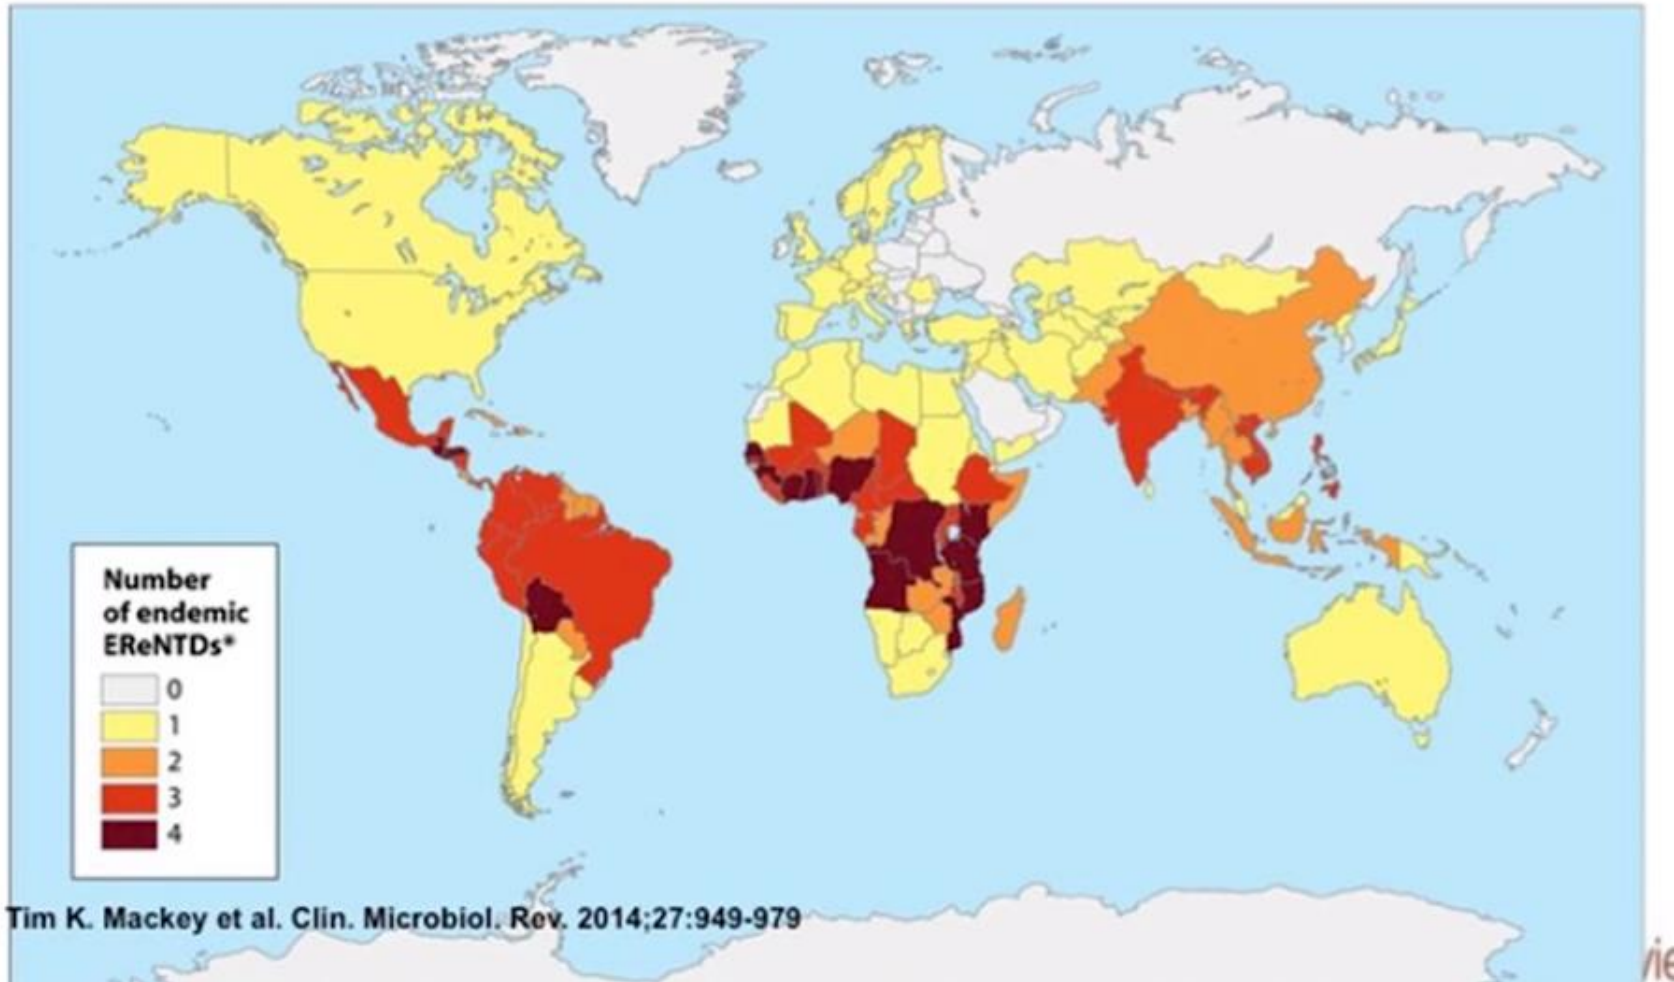 Number
of endemic
EReNTDs*
0
1
2
3
4
Tim K. Mackey et al. Clin. Microbiol. Rev. 2014;27:949-979